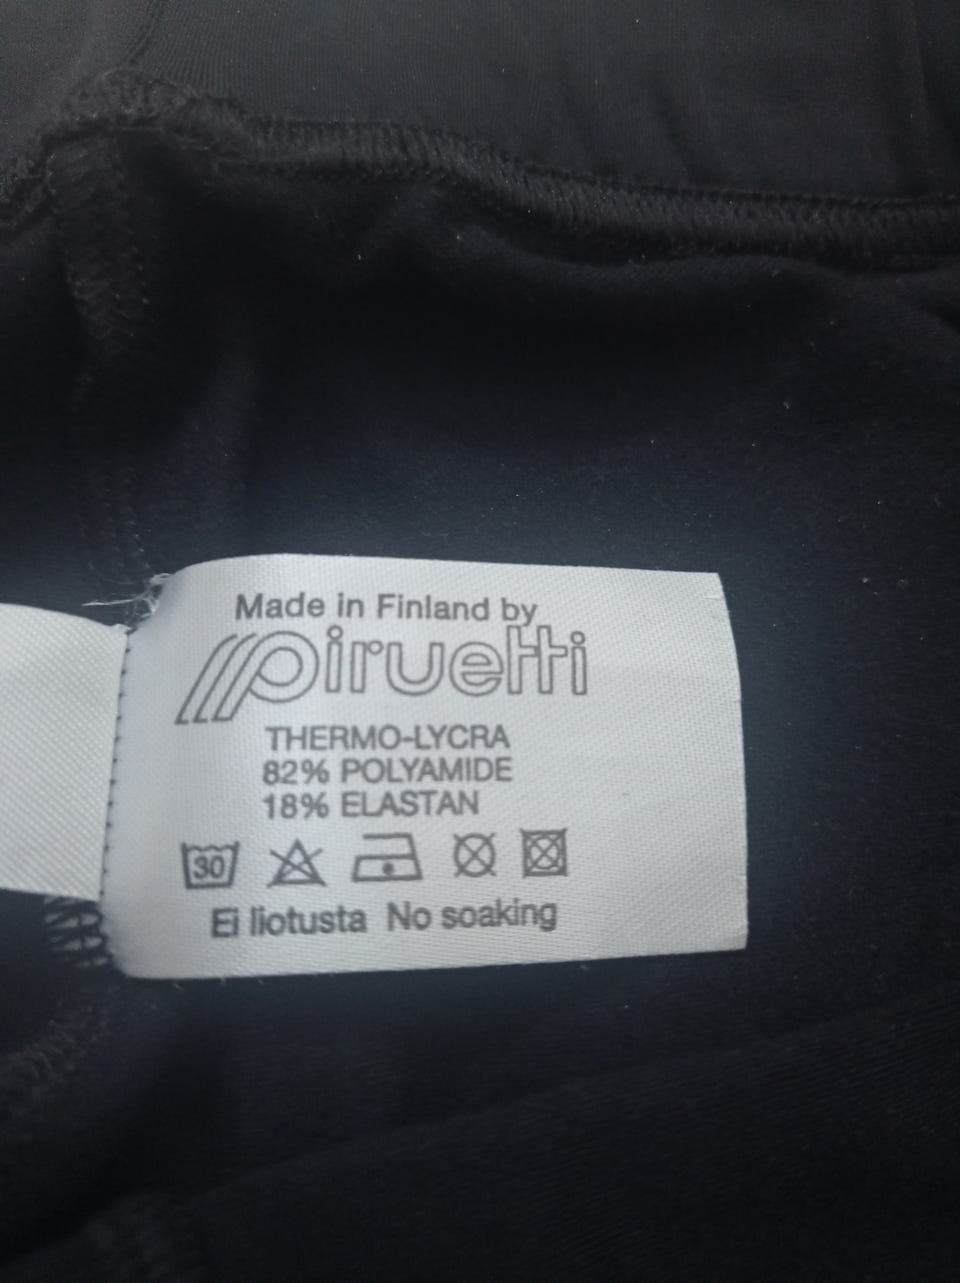 Made in Finland by
piruetti
THERMO-LYCRA
82% POLYAMIDE
18% ELASTAN
30
Ei liotusta No soaking